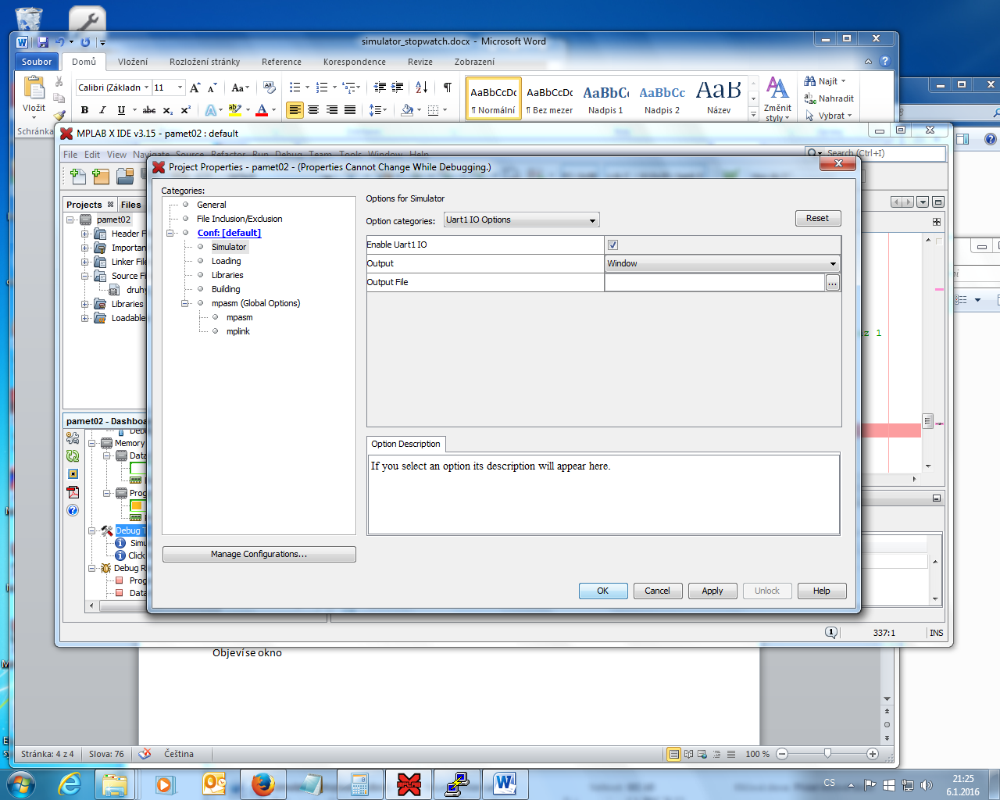 simulator_stopwatch.docx - Microsoft Word
Soubor Domů Vložení Rozložení stránky Reference Korespondence Revize Zobrazení
Vložit
Schránka
Calibri (Základn 11
AaBbCcDc AaBbCcDc AaBbCc AaBbCc AaB
¶ Normální ¶ Bez mezer Nadpis 1 Nadpis 2 Název
Změnit styly
Najít
Nahradit
Vybrat
MPLAB X IDE v3.15 - pamet02 : default
File Edit View Navigate Source Refactor Run Debug Team Tools Window Help
Search (Ctrl+I)
Projects Files
pamet02
Header F
Importan
Linker File
Source Fi
druhy
Libraries
Loadable
pamet02 - Dashboa
Debu
Memory
Data
Prog
Debug T
Simu
Click
Debug R
Prog
Data
Project Properties - pamet02 - (Properties Cannot Change While Debugging.)
Categories:
General
File Inclusion/Exclusion
Conf: [default]
Simulator
Loading
Libraries
Building
mpasm (Global Options)
mpasm
mplink
Manage Configurations...
Options for Simulator
Option categories: Uart1 IO Options Reset
Enable Uart1 IO
Output Window
Output File ...
Option Description
If you select an option its description will appear here.
OK Cancel Apply Unlock Help
z 1
1 337:1 INS
Objeví se okno
Stránka: 4 z 4 Slova: 76 Čeština 100 %
CS
21:25
6.1.2016